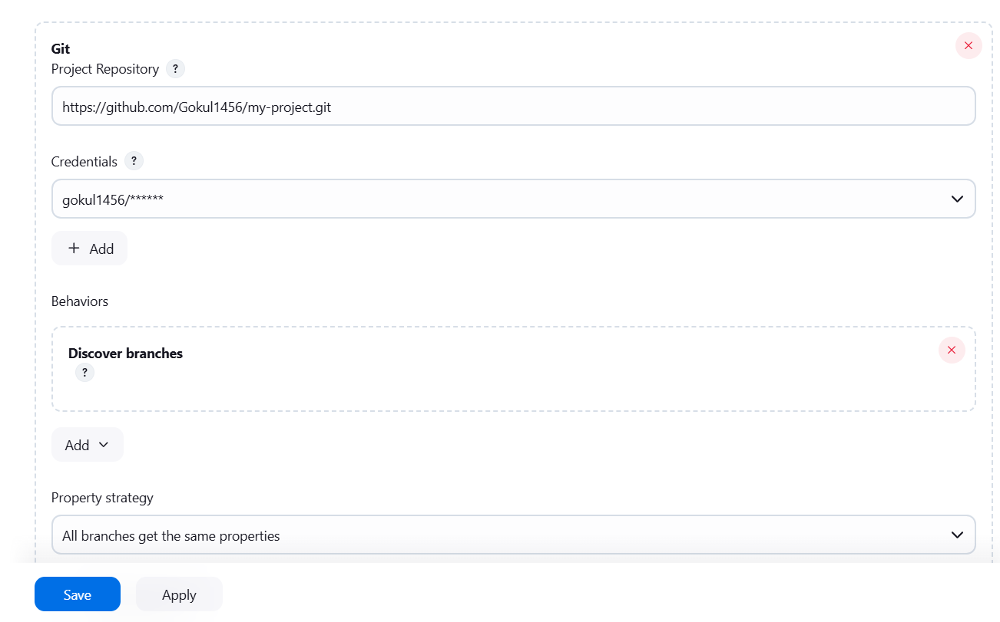 Git
Project Repository ?
https://github.com/Gokul1456/my-project.git
Credentials ?
gokul1456/******
+ Add
Behaviors
Discover branches
?
Add
Property strategy
All branches get the same properties
Save Apply